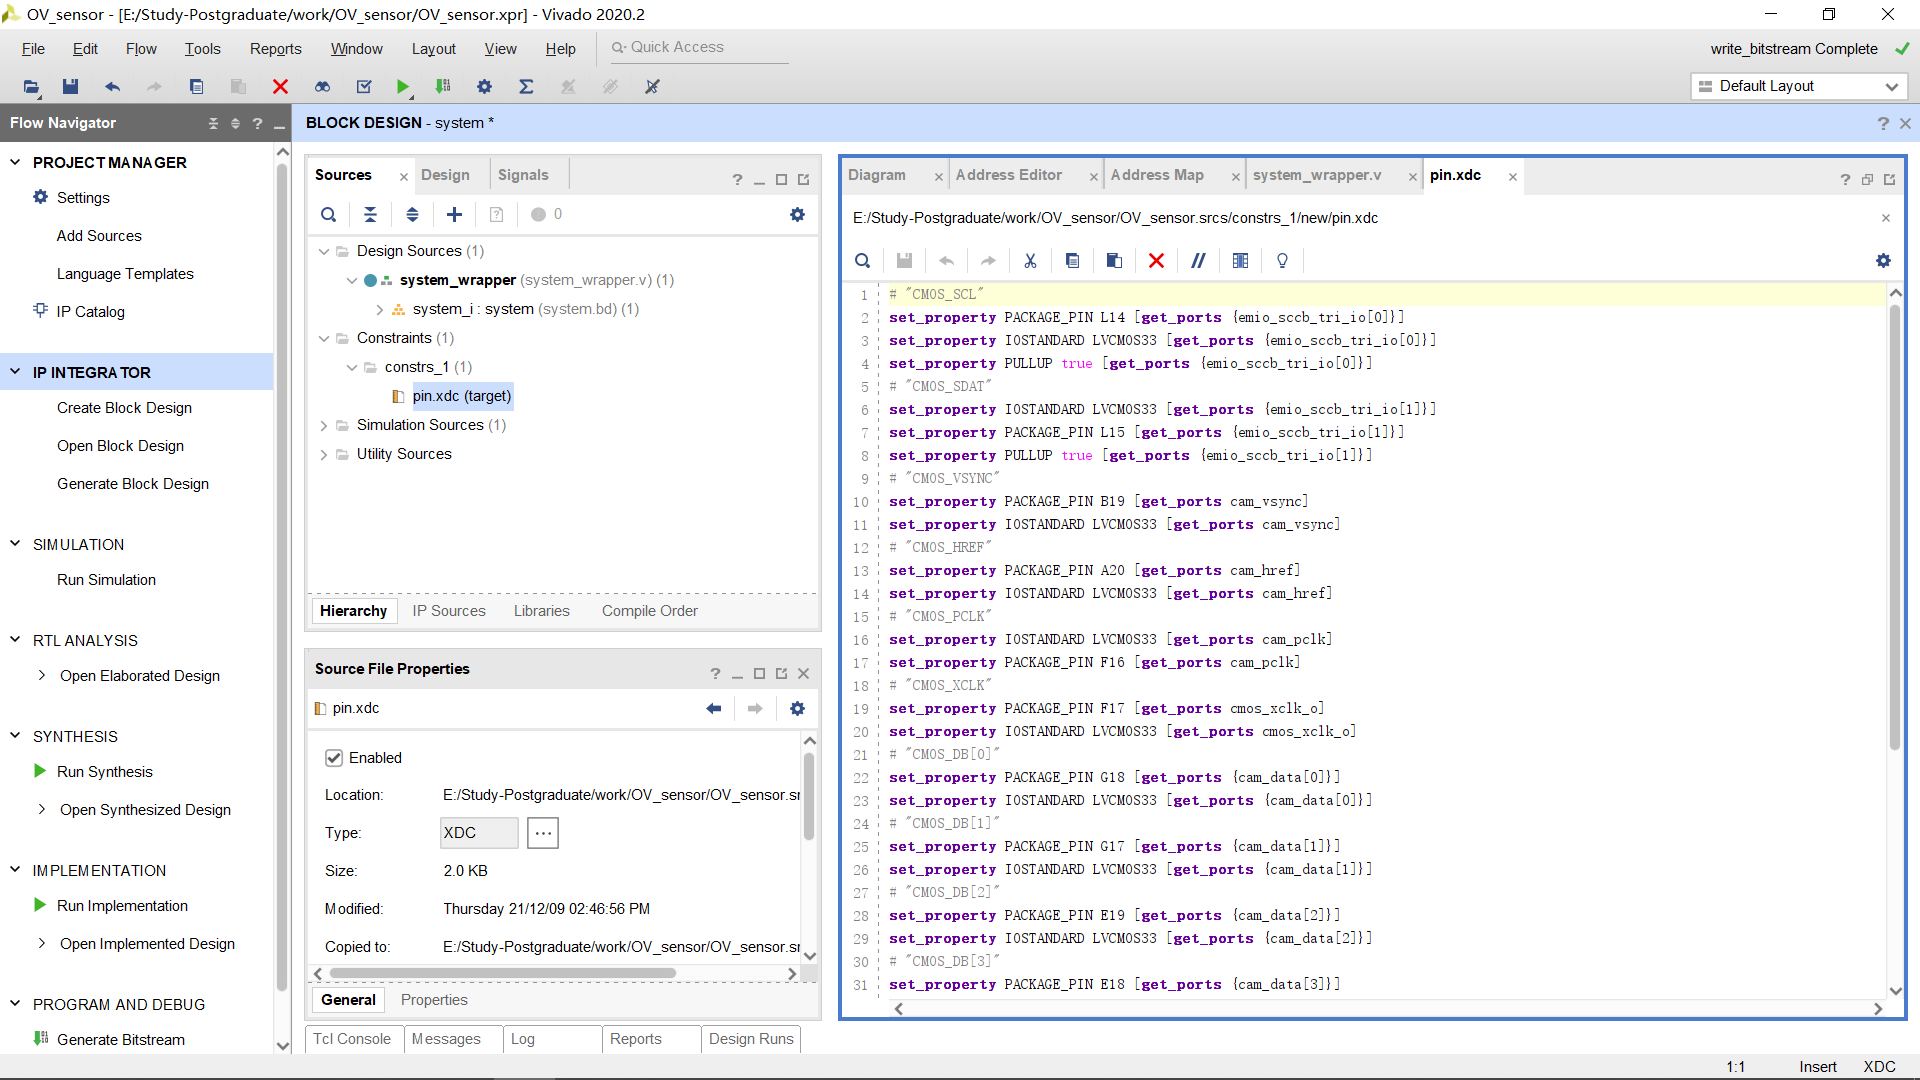 OV_sensor - [E:/Study-Postgraduate/work/OV_sensor/OV_sensor.xpr] - Vivado 2020.2
File Edit Flow Tools Reports Window Layout View Help Quick Access
write_bitstream Complete
Default Layout
Flow Navigator
PROJECT MANAGER
Settings
Add Sources
Language Templates
IP Catalog
IP INTEGRATOR
Create Block Design
Open Block Design
Generate Block Design
SIMULATION
Run Simulation
RTL ANALYSIS
Open Elaborated Design
SYNTHESIS
Run Synthesis
Open Synthesized Design
IMPLEMENTATION
Run Implementation
Open Implemented Design
PROGRAM AND DEBUG
Generate Bitstream
BLOCK DESIGN - system *
Sources Design Signals
0
Design Sources (1)
system_wrapper (system_wrapper.v) (1)
system_i : system (system.bd) (1)
Constraints (1)
constrs_1 (1)
pin.xdc (target)
Simulation Sources (1)
Utility Sources
Hierarchy IP Sources Libraries Compile Order
Source File Properties
pin.xdc
Enabled
Location: E:/Study-Postgraduate/work/OV_sensor/OV_sensor.sr
Type: XDC ...
Size: 2.0 KB
Modified: Thursday 21/12/09 02:46:56 PM
Copied to: E:/Study-Postgraduate/work/OV_sensor/OV_sensor.sr
General Properties
Tcl Console Messages Log Reports Design Runs
Diagram Address Editor Address Map system_wrapper.v pin.xdc
E:/Study-Postgraduate/work/OV_sensor/OV_sensor.srcs/constrs_1/new/pin.xdc
1 # "CMOS_SCL"
2 set_property PACKAGE_PIN L14 [get_ports {emio_sccb_tri_io[0]}]
3 set_property IOSTANDARD LVCMOS33 [get_ports {emio_sccb_tri_io[0]}]
4 set_property PULLUP true [get_ports {emio_sccb_tri_io[0]}]
5 # "CMOS_SDAT"
6 set_property IOSTANDARD LVCMOS33 [get_ports {emio_sccb_tri_io[1]}]
7 set_property PACKAGE_PIN L15 [get_ports {emio_sccb_tri_io[1]}]
8 set_property PULLUP true [get_ports {emio_sccb_tri_io[1]}]
9 # "CMOS_VSYNC"
10 set_property PACKAGE_PIN B19 [get_ports cam_vsync]
11 set_property IOSTANDARD LVCMOS33 [get_ports cam_vsync]
12 # "CMOS_HREF"
13 set_property PACKAGE_PIN A20 [get_ports cam_href]
14 set_property IOSTANDARD LVCMOS33 [get_ports cam_href]
15 # "CMOS_PCLK"
16 set_property IOSTANDARD LVCMOS33 [get_ports cam_pclk]
17 set_property PACKAGE_PIN F16 [get_ports cam_pclk]
18 # "CMOS_XCLK"
19 set_property PACKAGE_PIN F17 [get_ports cmos_xclk_o]
20 set_property IOSTANDARD LVCMOS33 [get_ports cmos_xclk_o]
21 # "CMOS_DB[0]"
22 set_property PACKAGE_PIN G18 [get_ports {cam_data[0]}]
23 set_property IOSTANDARD LVCMOS33 [get_ports {cam_data[0]}]
24 # "CMOS_DB[1]"
25 set_property PACKAGE_PIN G17 [get_ports {cam_data[1]}]
26 set_property IOSTANDARD LVCMOS33 [get_ports {cam_data[1]}]
27 # "CMOS_DB[2]"
28 set_property PACKAGE_PIN E19 [get_ports {cam_data[2]}]
29 set_property IOSTANDARD LVCMOS33 [get_ports {cam_data[2]}]
30 # "CMOS_DB[3]"
31 set_property PACKAGE_PIN E18 [get_ports {cam_data[3]}]
1:1 Insert XDC